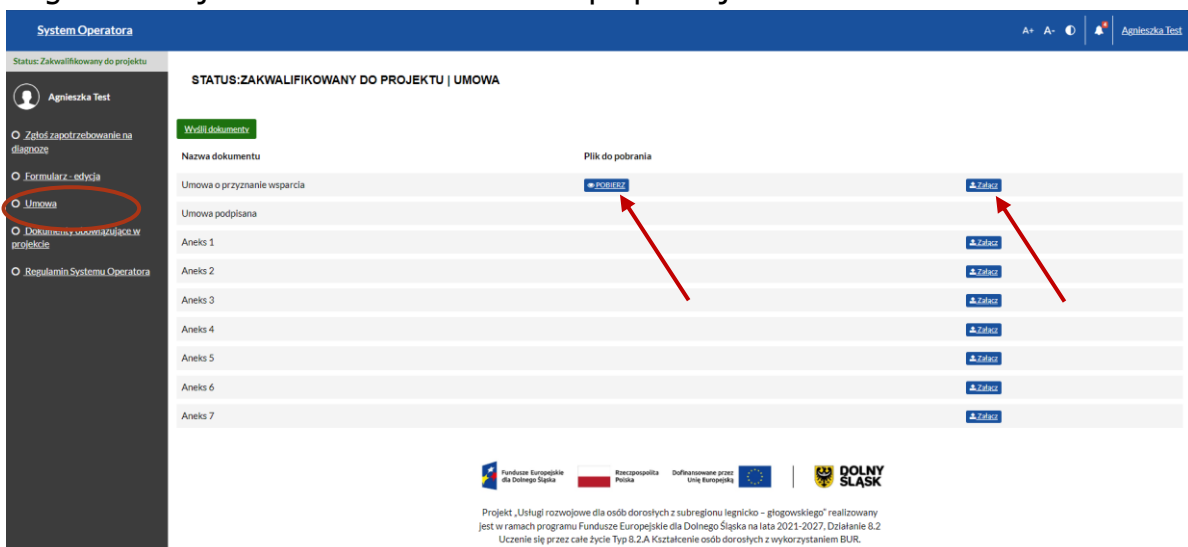 System Operatora
A+ A- Agnieszka Test
Status: Zakwalifikowany do projektu
STATUS:ZAKWALIFIKOWANY DO PROJEKTU | UMOWA
Agnieszka Test
Zgłoś zapotrzebowanie na
diagnozę
Formularz - edycja
Umowa
Dokumenty obowiązujące w
projekcie
Regulamin Systemu Operatora
Wyślij dokumenty
Nazwa dokumentu Plik do pobrania
Umowa o przyznanie wsparcia POBIERZ Załącz
Umowa podpisana
Aneks 1 Załącz
Aneks 2 Załącz
Aneks 3 Załącz
Aneks 4 Załącz
Aneks 5 Załącz
Aneks 6 Załącz
Aneks 7 Załącz
Fundusze Europejskie
dla Dolnego Śląska
Rzeczpospolita
Polska
Dofinansowane przez
Unię Europejską
DOLNY
ŚLĄSK
Projekt „Usługi rozwojowe dla osób dorosłych z subregionu legnicko – głogowskiego” realizowany
jest w ramach programu Fundusze Europejskie dla Dolnego Śląska na lata 2021-2027, Działanie 8.2
Uczenie się przez całe życie Typ 8.2.A Kształcenie osób dorosłych z wykorzystaniem BUR.